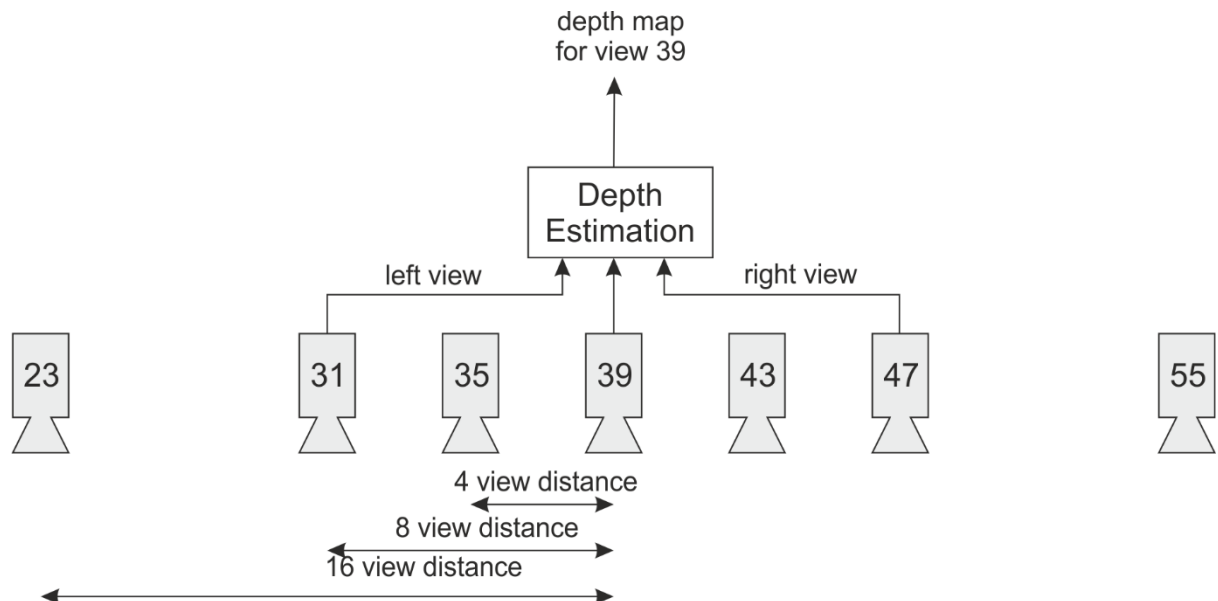 depth map
for view 39
Depth
Estimation
left view
right view
23
31
35
39
43
47
55
4 view distance
8 view distance
16 view distance